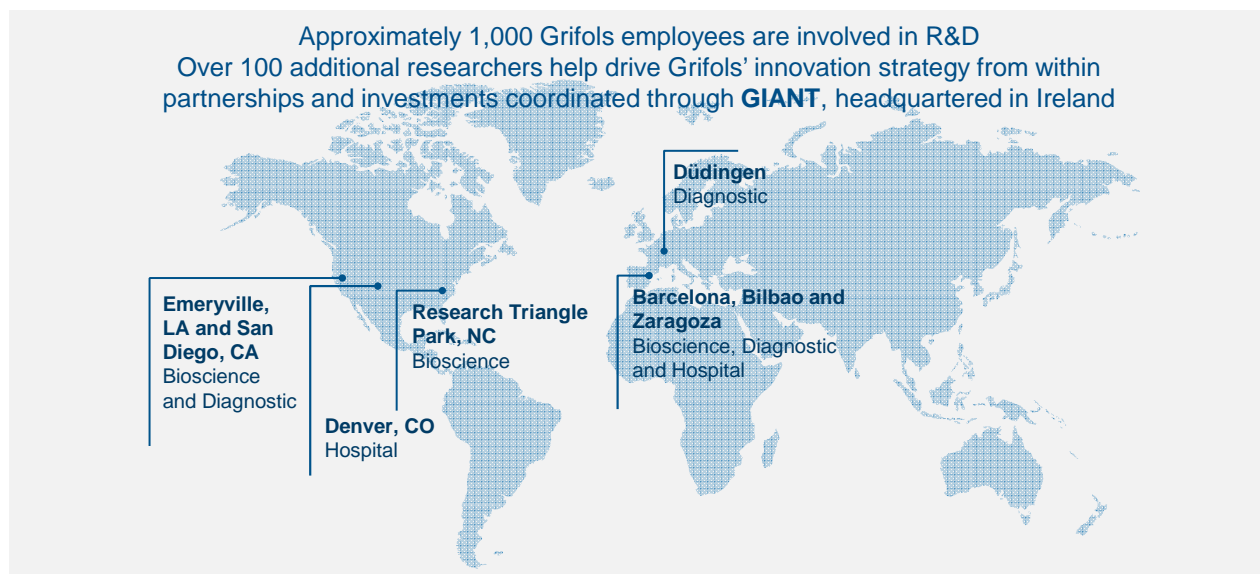 Approximately 1,000 Grifols employees are involved in R&D
Over 100 additional researchers help drive Grifols' innovation strategy from within
partnerships and investments coordinated through GIANT, headquartered in Ireland
Düdingen
Diagnostic
Emeryville,
LA and San
Diego, CA
Bioscience
and Diagnostic
Research Triangle
Park, NC
Bioscience
Barcelona, Bilbao and
Zaragoza
Bioscience, Diagnostic
and Hospital
Denver, CO
Hospital